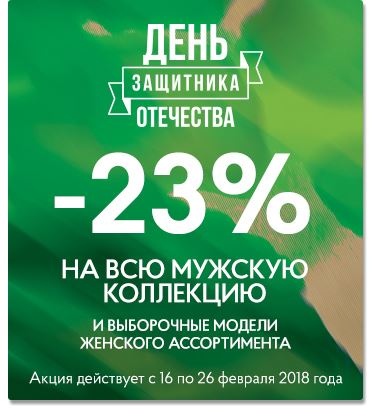 ДЕНЬ
ЗАЩИТНИКА
ОТЕЧЕСТВА
-23%
НА ВСЮ МУЖСКУЮ
КОЛЛЕКЦИЮ
И ВЫБОРОЧНЫЕ МОДЕЛИ
ЖЕНСКОГО АССОРТИМЕНТА
Акция действует с 16 по 26 февраля 2018 года